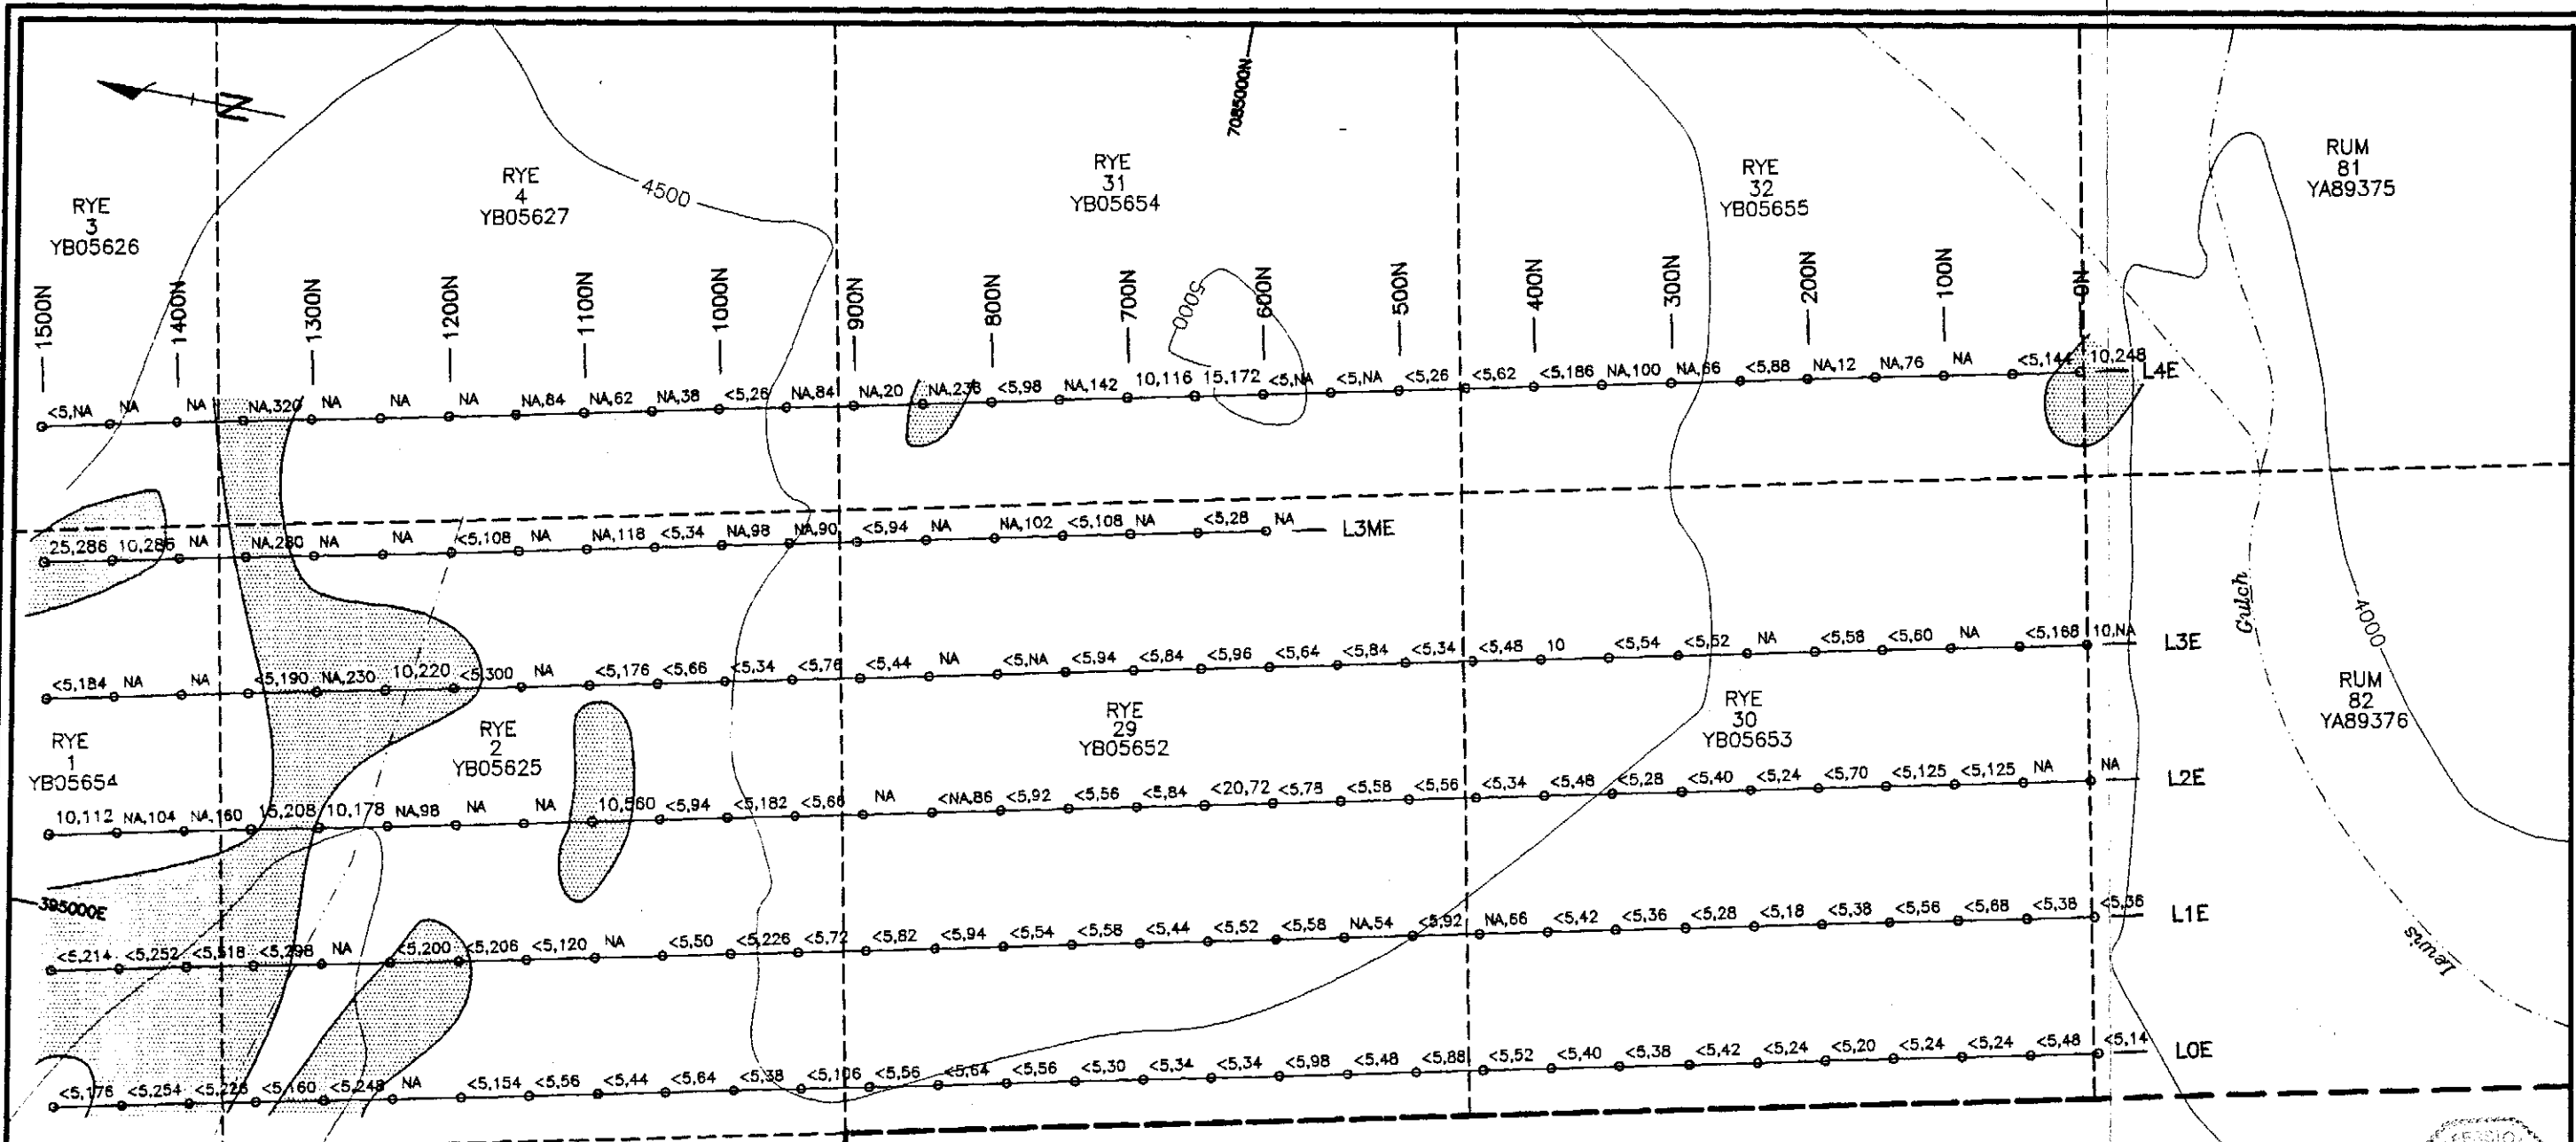 N
7085000N
RYE
3
YB05626
RYE
4
YB05627
4500
RYE
31
YB05654
RYE
32
YB05655
RUM
81
YA89375
1500N
1400N
1300N
1200N
1100N
1000N
900N
800N
700N
5000
600N
500N
400N
300N
200N
100N
0N
<5,NA NA NA NA,320 NA NA NA NA,84 NA,62 NA,38 <5,26 NA,84 NA,20 NA,236 <5,98 NA,142 10,116 15,172 <5,NA <5,NA <5,26 <5,62 <5,186 NA,100 NA,66 <5,88 NA,12 NA,76 NA <5,144 10,248 L4E
25,286 10,286 NA NA,280 NA NA <5,108 NA NA,118 <5,34 NA,98 NA,90 <5,94 NA NA,102 <5,108 NA <5,28 NA L3ME
<5,184 NA NA <5,190 NA,230 10,220 <5,300 NA <5,176 <5,66 <5,34 <5,76 <5,44 NA <5,NA <5,94 <5,84 <5,96 <5,64 <5,84 <5,34 <5,48 10 <5,54 <5,52 NA <5,58 <5,60 NA <5,168 10,NA L3E
Gulch
4000
RYE
1
YB05654
RYE
2
YB05625
RYE
29
YB05652
RYE
30
YB05653
RUM
82
YA89376
10,112 NA,104 NA,160 15,208 10,178 NA,98 NA NA 10,560 <5,94 <5,182 <5,66 NA <NA,86 <5,92 <5,56 <5,84 <20,72 <5,78 <5,58 <5,56 <5,34 <5,48 <5,28 <5,40 <5,24 <5,70 <5,125 <5,125 NA NA L2E
395000E
<5,214 <5,252 <5,518 <5,298 NA <5,200 <5,206 <5,120 NA <5,50 <5,226 <5,72 <5,82 <5,94 <5,54 <5,58 <5,44 <5,52 <5,58 NA,54 <5,92 NA,66 <5,42 <5,36 <5,28 <5,18 <5,38 <5,56 <5,68 <5,38 <5,36 L1E
Lewis
<5,176 <5,254 <5,226 <5,160 <5,248 NA <5,154 <5,56 <5,44 <5,64 <5,38 <5,106 <5,56 <5,64 <5,56 <5,30 <5,34 <5,34 <5,98 <5,48 <5,88 <5,52 <5,40 <5,38 <5,42 <5,24 <5,20 <5,24 <5,24 <5,48 <5,14 L0E